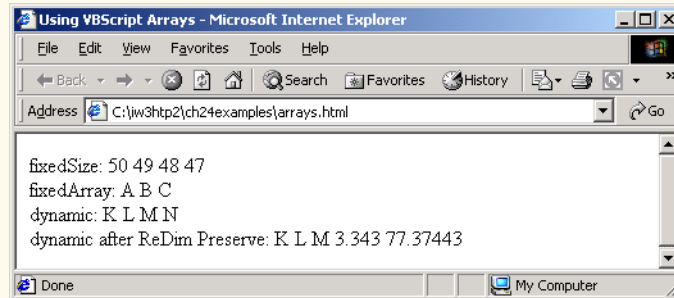 Using VBScript Arrays - Microsoft Internet Explorer
File Edit View Favorites Tools Help
Back Search Favorites History »
Address C:\iw3htp2\ch24examples\arrays.html Go
fixedSize: 50 49 48 47
fixedArray: A B C
dynamic: K L M N
dynamic after ReDim Preserve: K L M 3.343 77.37443
Done My Computer